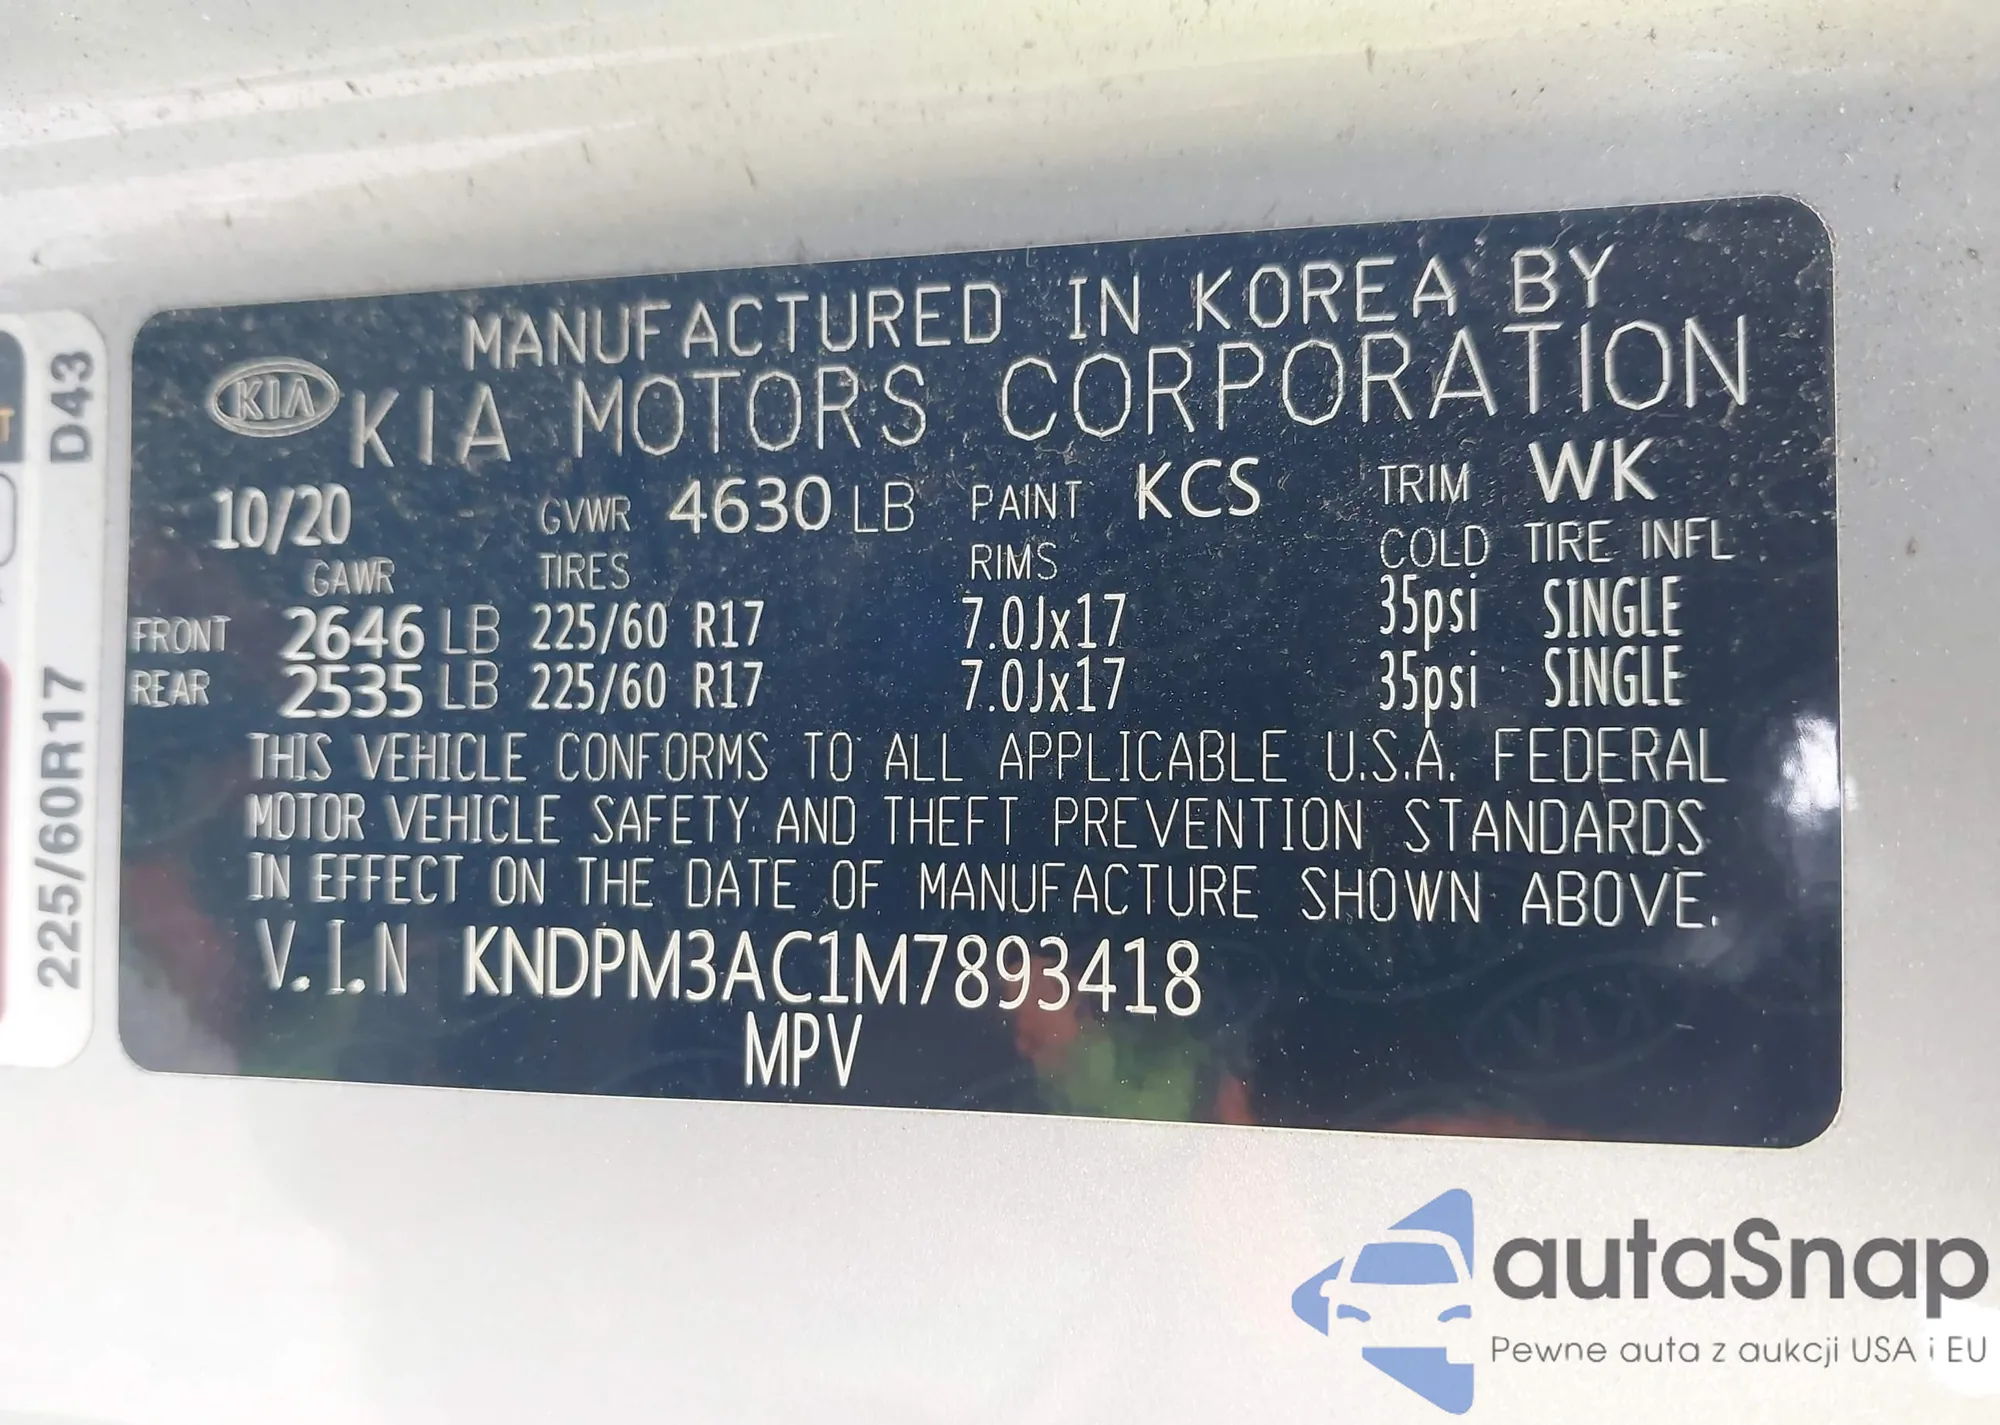 MANUFACTURED IN KOREA BY
KIA KIA MOTORS CORPORATION
10/20 GVWR 4630 LB PAINT KCS TRIM WK
GAWR TIRES RIMS COLD TIRE INFL
FRONT 2646 LB 225/60 R17 7.0Jx17 35psi SINGLE
REAR 2535 LB 225/60 R17 7.0Jx17 35psi SINGLE
THIS VEHICLE CONFORMS TO ALL APPLICABLE U.S.A. FEDERAL
MOTOR VEHICLE SAFETY AND THEFT PREVENTION STANDARDS
IN EFFECT ON THE DATE OF MANUFACTURE SHOWN ABOVE.
V.I.N KNDPM3AC1M7893418
MPV
225/60R17 D43
autaSnap
Pewne auta z aukcji USA i EU